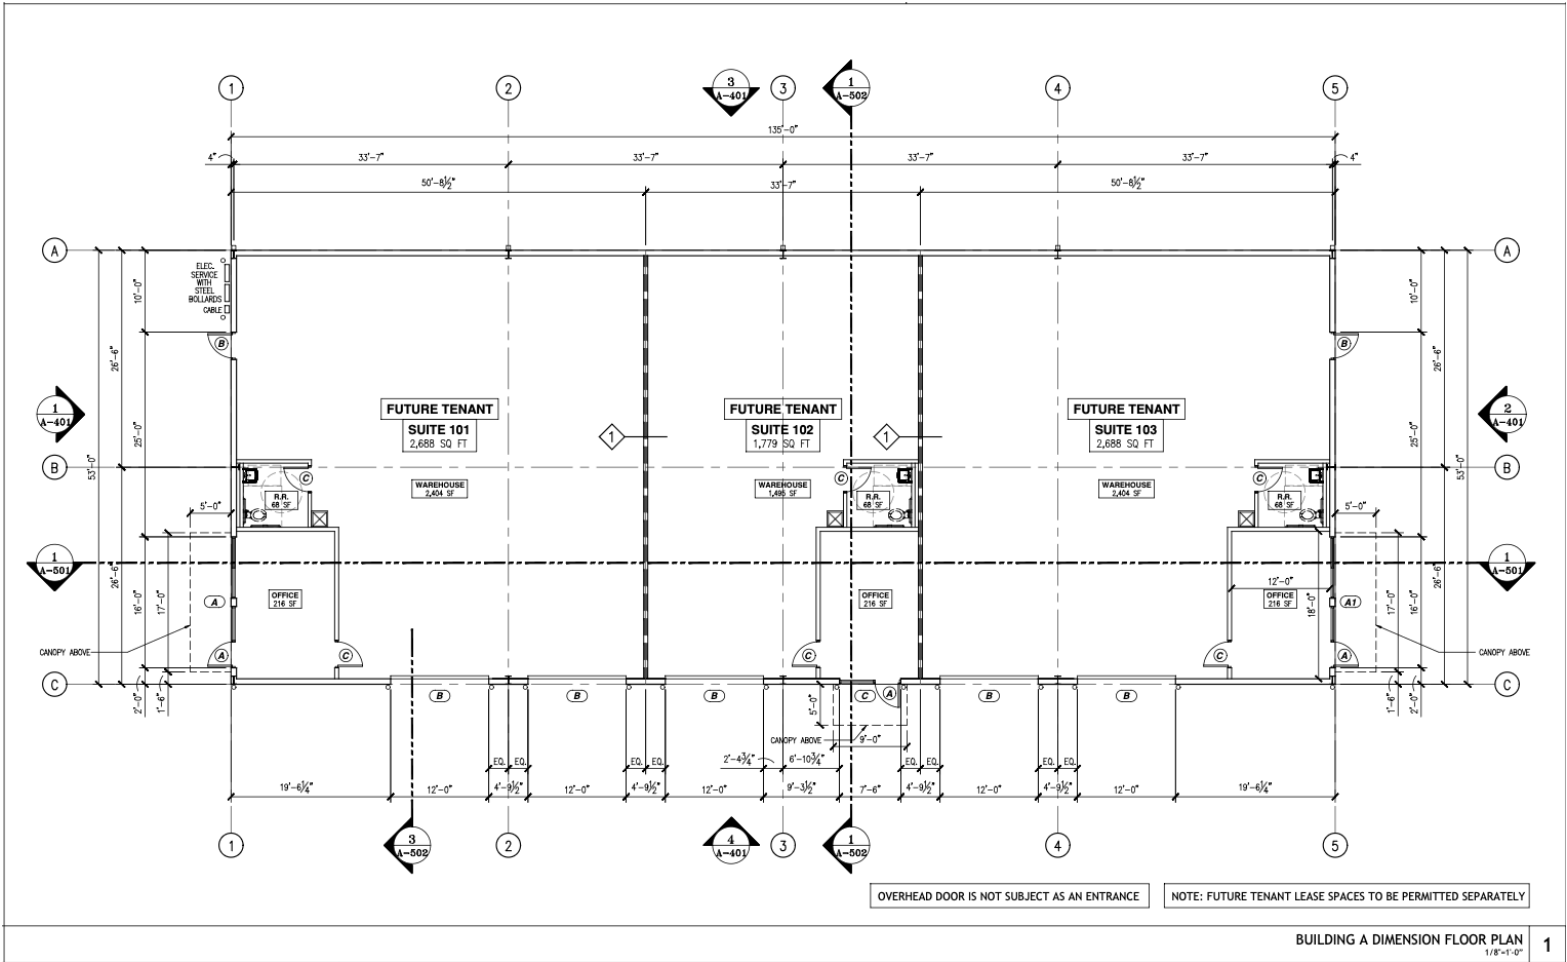 1
2
3
A-401
3
1
A-502
4
5
135'-0"
4"
33'-7"
33'-7"
33'-7"
33'-7"
4"
50'-8½"
33'-7"
50'-8½"
A
A
ELEC.
SERVICE
WITH
STEEL
BOLLARDS
CABLE
10'-0"
10'-0"
B
B
26'-6"
26'-6"
1
A-401
2
A-401
FUTURE TENANT
SUITE 101
2,688 SQ FT
FUTURE TENANT
SUITE 102
1,779 SQ FT
FUTURE TENANT
SUITE 103
2,688 SQ FT
1
1
25'-0"
25'-0"
53'-0"
53'-0"
B
B
C
C
C
WAREHOUSE
2,404 SF
WAREHOUSE
1,495 SF
WAREHOUSE
2,404 SF
R.R.
68 SF
R.R.
68 SF
R.R.
68 SF
5'-0"
5'-0"
1
A-501
1
A-501
26'-6"
26'-6"
12'-0"
18'-0"
OFFICE
216 SF
OFFICE
216 SF
OFFICE
216 SF
16'-0"
17'-0"
17'-0"
16'-0"
A
A1
CANOPY ABOVE
CANOPY ABOVE
A
C
C
C
A
C
C
2'-0"
1'-6"
1'-6"
2'-0"
B
B
B
C
A
B
B
5'-0"
CANOPY ABOVE
9'-0"
EQ.
EQ.
EQ.
EQ.
2'-4¾"
6'-10¾"
EQ.
EQ.
EQ.
EQ.
19'-6¼"
12'-0"
4'-9½"
12'-0"
4'-9½"
12'-0"
9'-3½"
7'-6"
4'-9½"
12'-0"
4'-9½"
12'-0"
19'-6¼"
1
3
A-502
2
4
A-401
3
1
A-502
4
5
OVERHEAD DOOR IS NOT SUBJECT AS AN ENTRANCE
NOTE: FUTURE TENANT LEASE SPACES TO BE PERMITTED SEPARATELY
BUILDING A DIMENSION FLOOR PLAN
1/8"=1'-0"
1